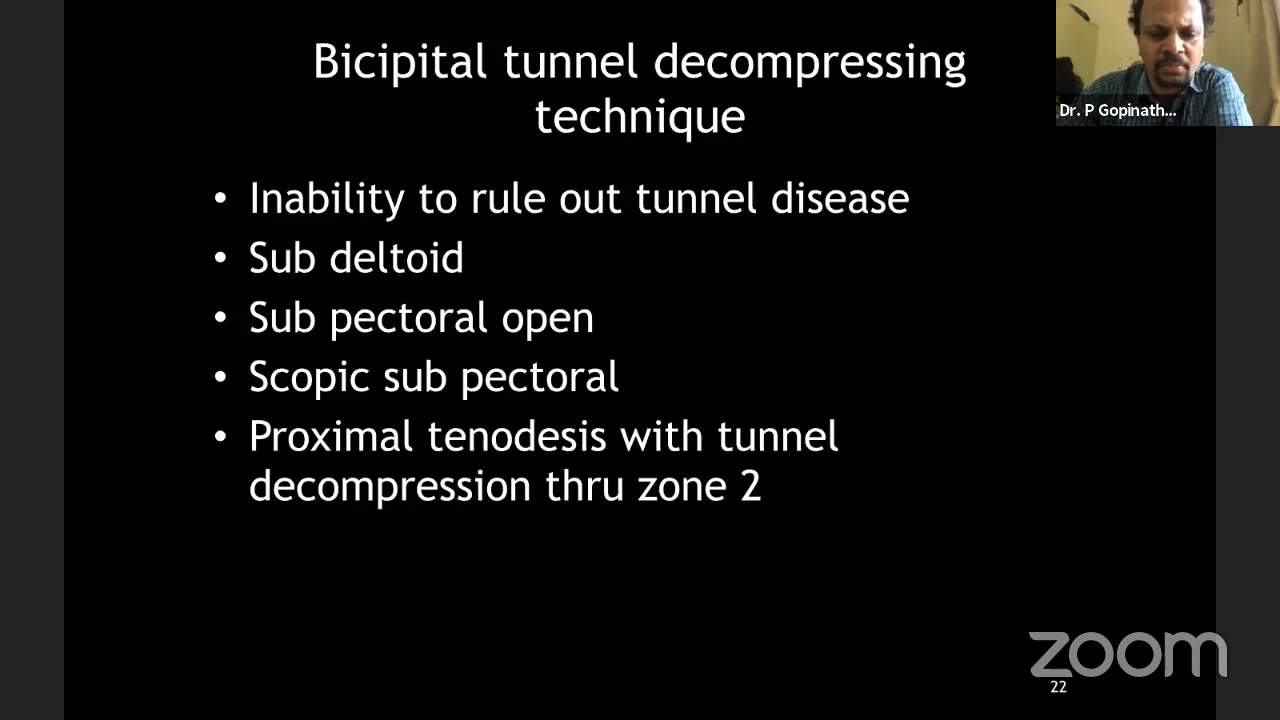 Bicipital tunnel decompressing
technique
Dr. P Gopinath...
• Inability to rule out tunnel disease
• Sub deltoid
• Sub pectoral open
• Scopic sub pectoral
• Proximal tenodesis with tunnel
decompression thru zone 2
zoom
22